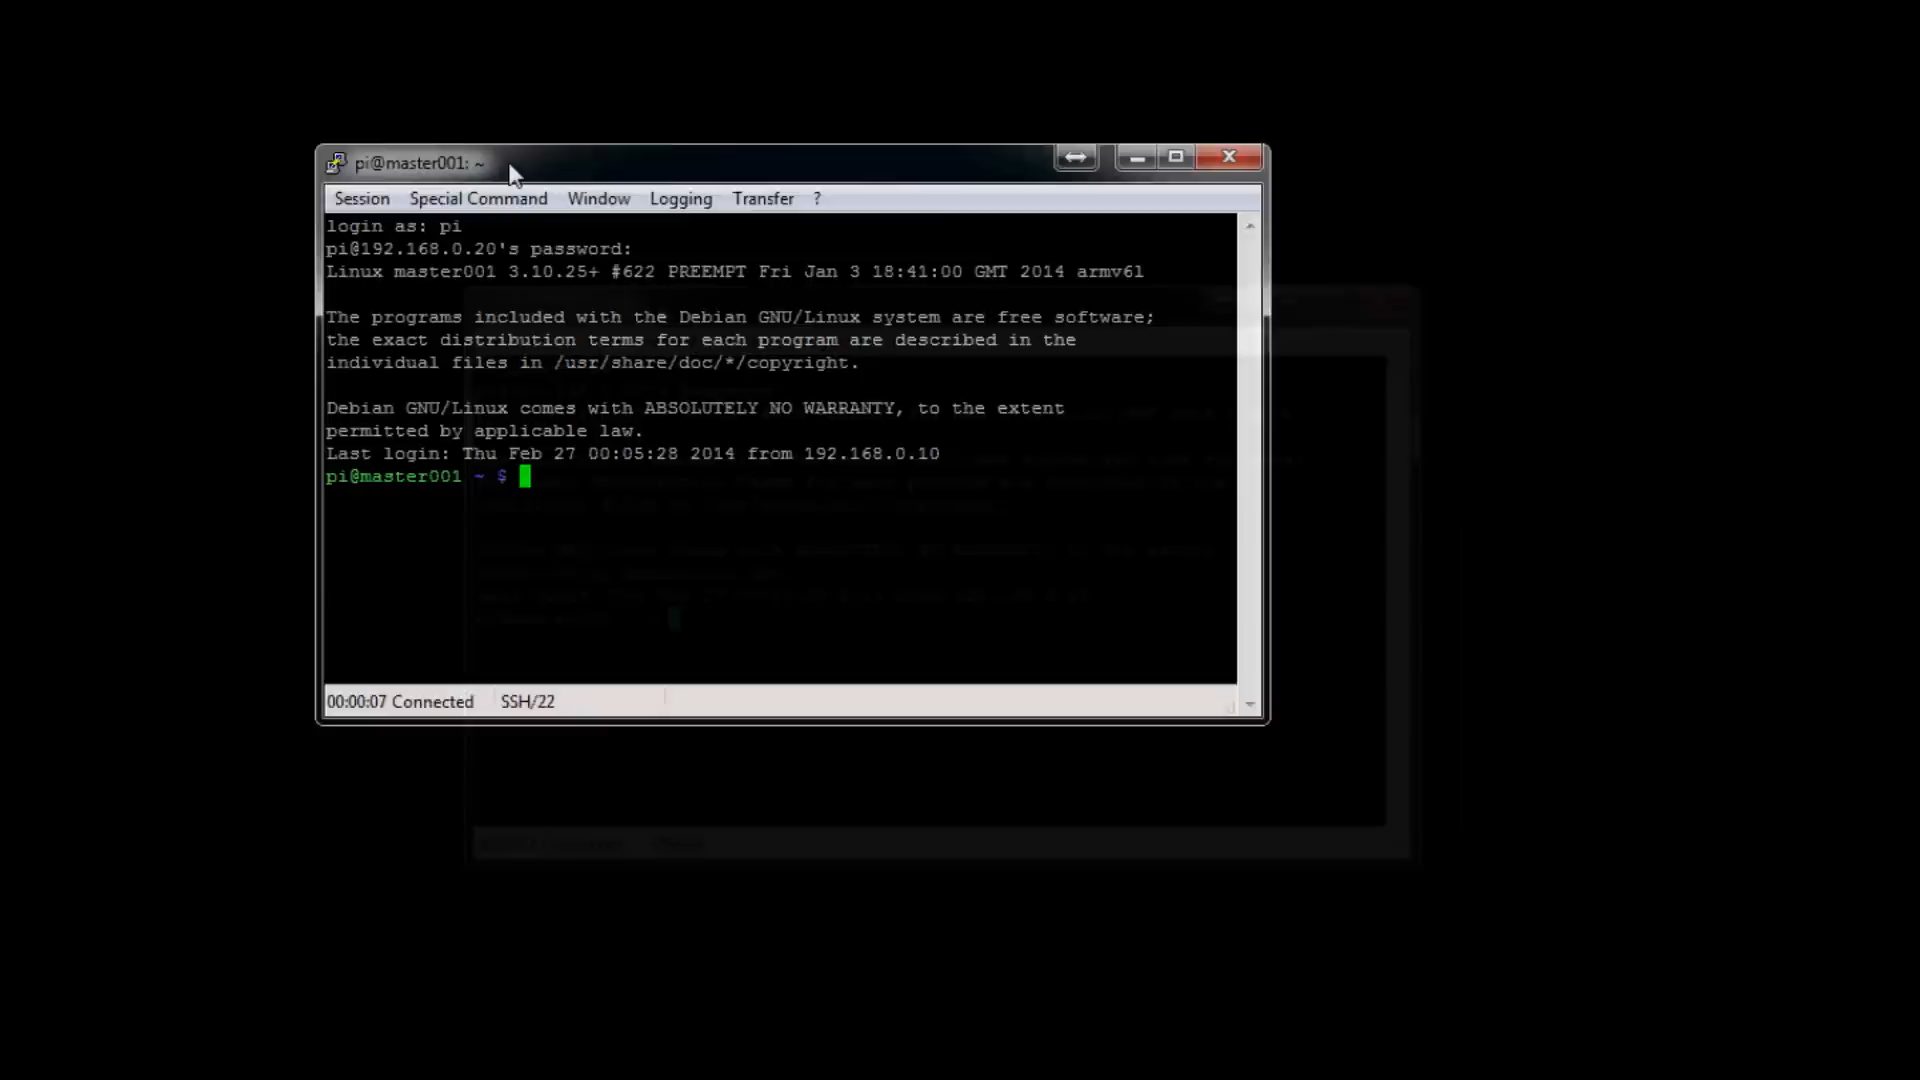 pi@master001: ~
Session Special Command Window Logging Transfer ?
login as: pi
pi@192.168.0.20's password:
Linux master001 3.10.25+ #622 PREEMPT Fri Jan 3 18:41:00 GMT 2014 armv6l
The programs included with the Debian GNU/Linux system are free software;
the exact distribution terms for each program are described in the
individual files in /usr/share/doc/*/copyright.
Debian GNU/Linux comes with ABSOLUTELY NO WARRANTY, to the extent
permitted by applicable law.
Last login: Thu Feb 27 00:05:28 2014 from 192.168.0.10
pi@master001 ~ $
00:00:07 Connected SSH/22